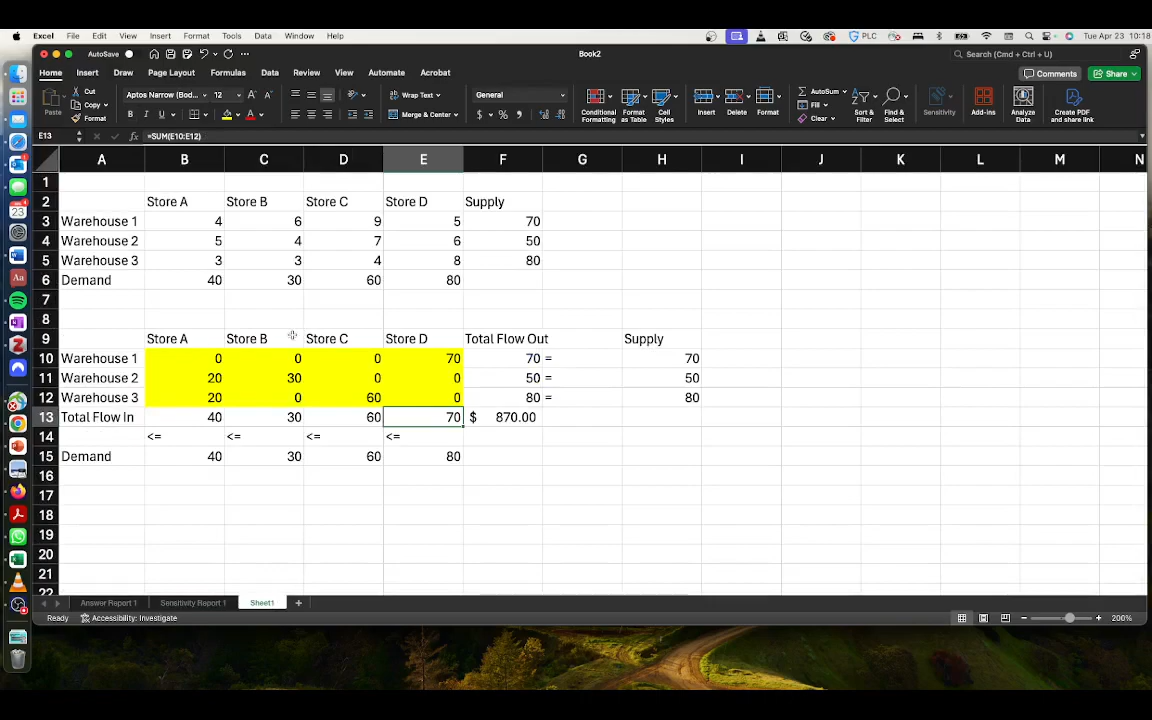 Excel File Edit View Insert Format Tools Data Window Help PLC Tue Apr 23 10:18
AutoSave Book2 Search (Cmd + Ctrl + U)
Home Insert Draw Page Layout Formulas Data Review View Automate Acrobat Comments Share
Cut Aptos Narrow (Bod... 12 Wrap Text General AutoSum
Copy Fill
Paste Format B I U Merge & Center $ % Conditional Formatting Format as Table Cell Styles Insert Delete Format Clear Sort & Filter Find & Select Sensitivity Add-ins Analyze Data Create PDF and share link
E13 fx =SUM(E10:E12)
A B C D E F G H I J K L M N
1
2 Store A Store B Store C Store D Supply
3 Warehouse 1 4 6 9 5 70
4 Warehouse 2 5 4 7 6 50
5 Warehouse 3 3 3 4 8 80
6 Demand 40 30 60 80
7
8
9 Store A Store B Store C Store D Total Flow Out Supply
10 Warehouse 1 0 0 0 70 70 = 70
11 Warehouse 2 20 30 0 0 50 = 50
12 Warehouse 3 20 0 60 0 80 = 80
13 Total Flow In 40 30 60 70 $ 870.00
14 <= <= <= <=
15 Demand 40 30 60 80
16
17
18
19
20
21
22
Answer Report 1 Sensitivity Report 1 Sheet1 +
Ready Accessibility: Investigate 200%